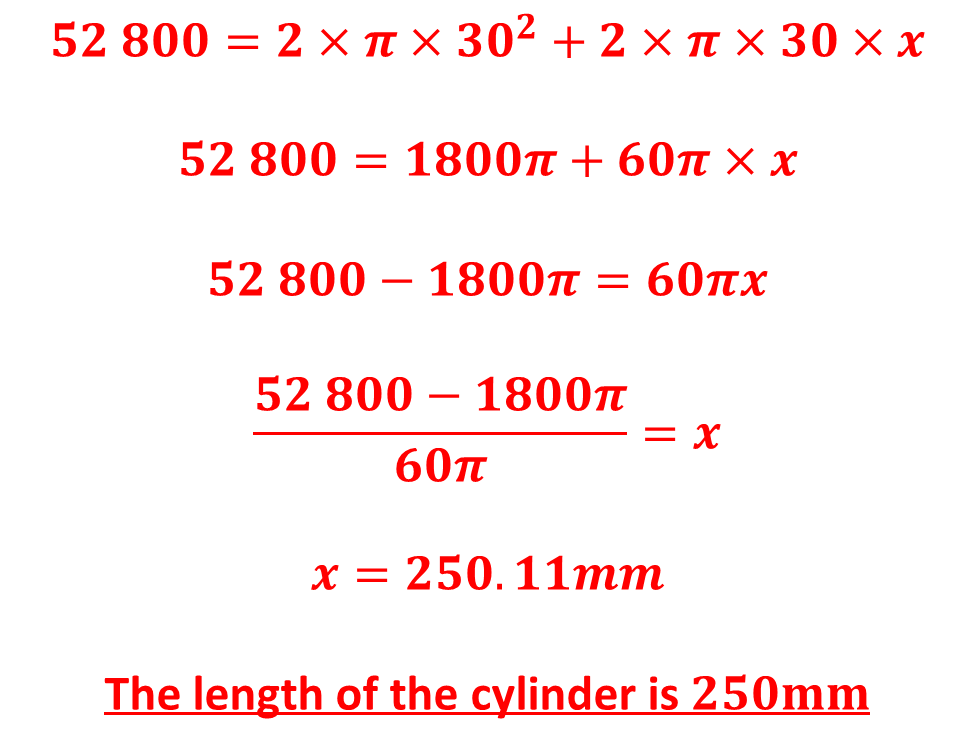 52 800 = 2 × π × 30² + 2 × π × 30 × x
52 800 = 1800π + 60π × x
52 800 − 1800π = 60πx
52 800 − 1800π
60π
= x
x = 250.11mm
The length of the cylinder is 250mm